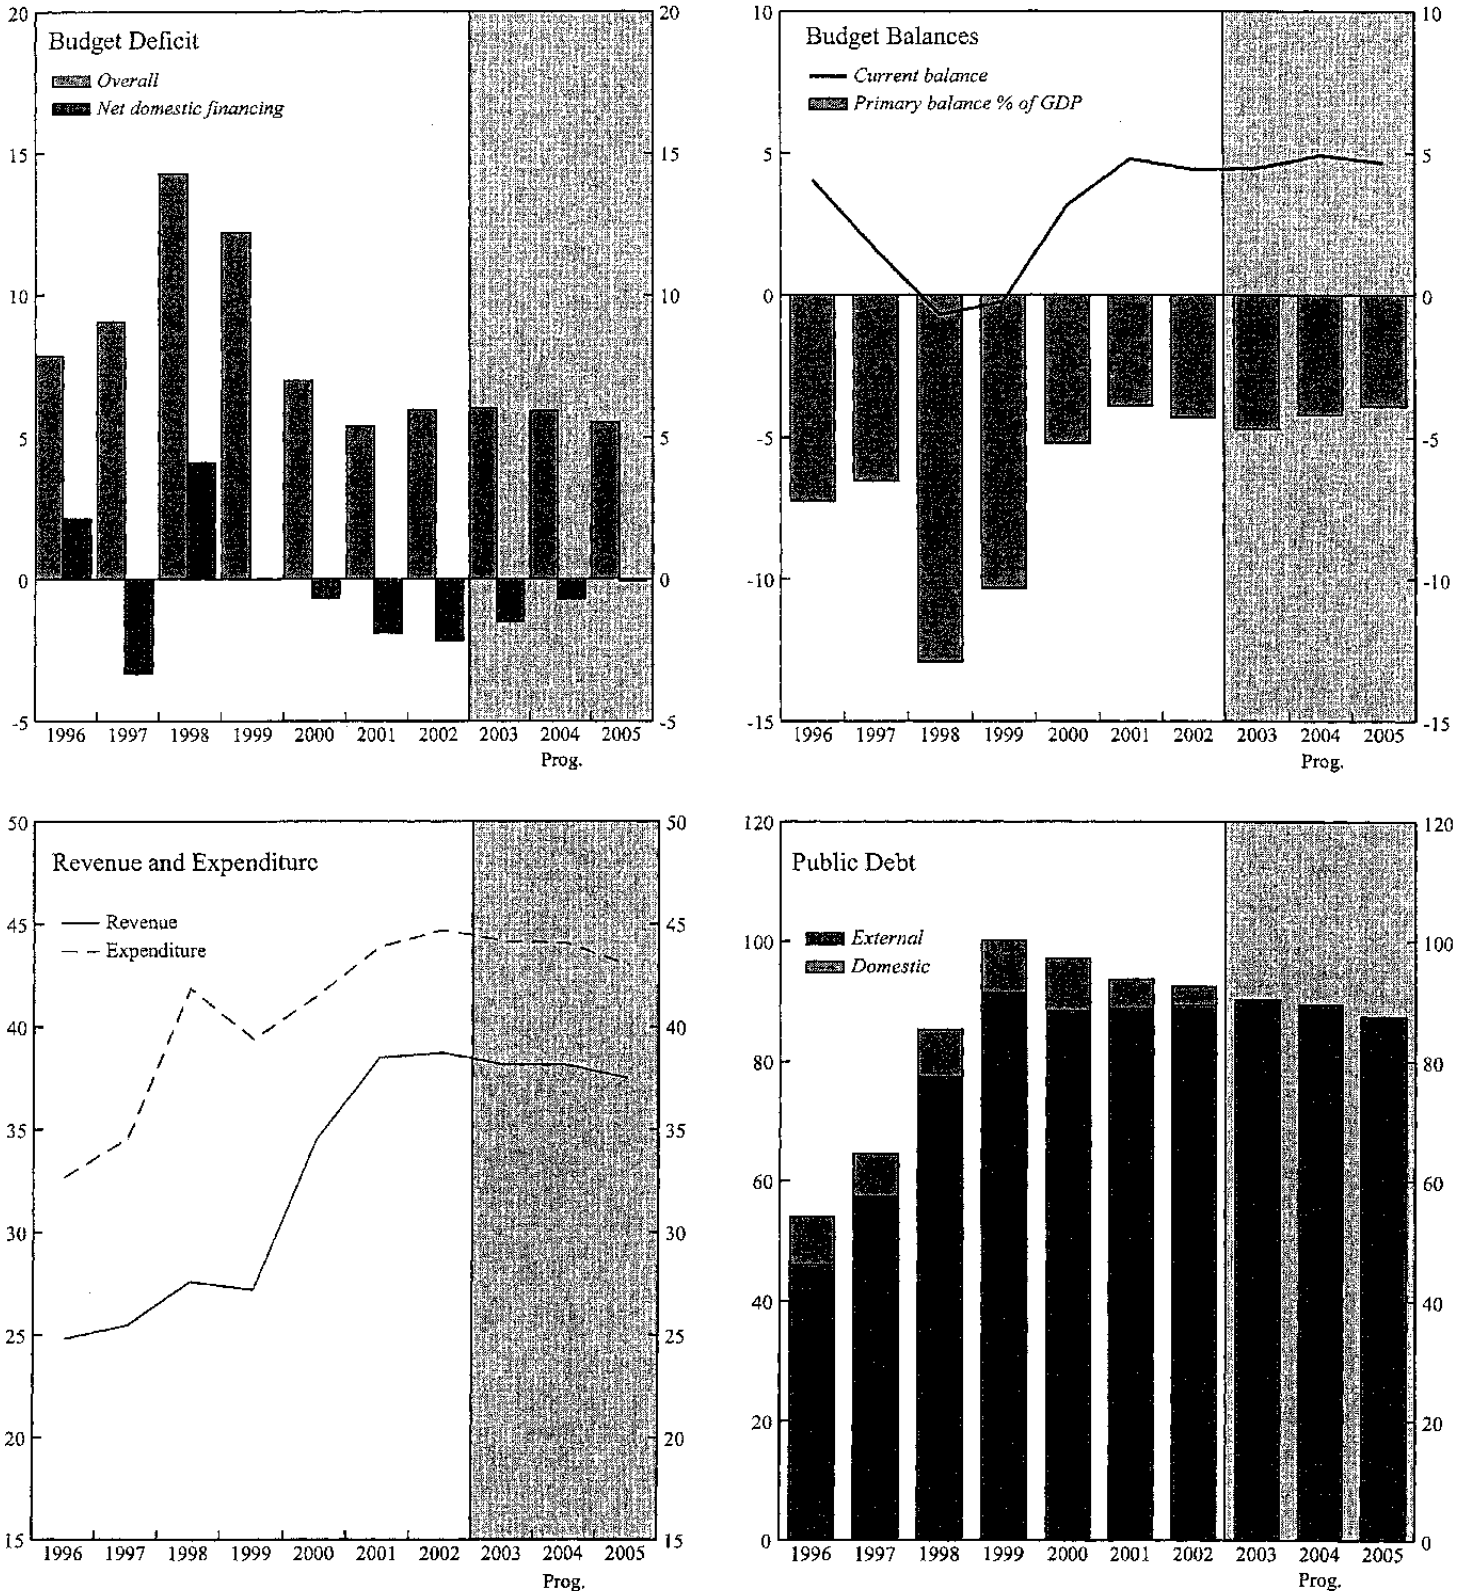 20 20
Budget Deficit
Overall
Net domestic financing
15 15
10 10
5 5
0 0
-5 -5
1996 1997 1998 1999 2000 2001 2002 2003 2004 2005
Prog.
10 10
Budget Balances
Current balance
Primary balance % of GDP
5 5
0 0
-5 -5
-10 -10
-15 -15
1996 1997 1998 1999 2000 2001 2002 2003 2004 2005
Prog.
50 50
Revenue and Expenditure
Revenue
45 45
Expenditure
40 40
35 35
30 30
25 25
20 20
15 15
1996 1997 1998 1999 2000 2001 2002 2003 2004 2005
Prog.
120 120
Public Debt
External
100 100
Domestic
80 80
60 60
40 40
20 20
0 0
1996 1997 1998 1999 2000 2001 2002 2003 2004 2005
Prog.